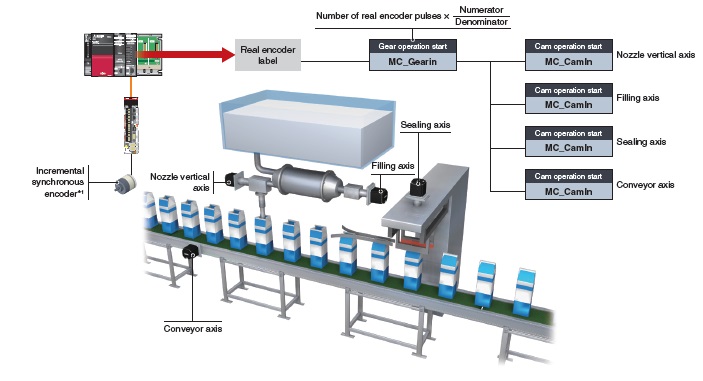 Number of real encoder pulses × Numerator
Denominator
Real encoder
label
Gear operation start
MC_Gearin
Cam operation start
MC_CamIn
Nozzle vertical axis
Cam operation start
MC_CamIn
Filling axis
Cam operation start
MC_CamIn
Sealing axis
Cam operation start
MC_CamIn
Conveyor axis
Incremental
synchronous
encoder*1
Nozzle vertical
axis
Filling axis
Sealing axis
Conveyor axis